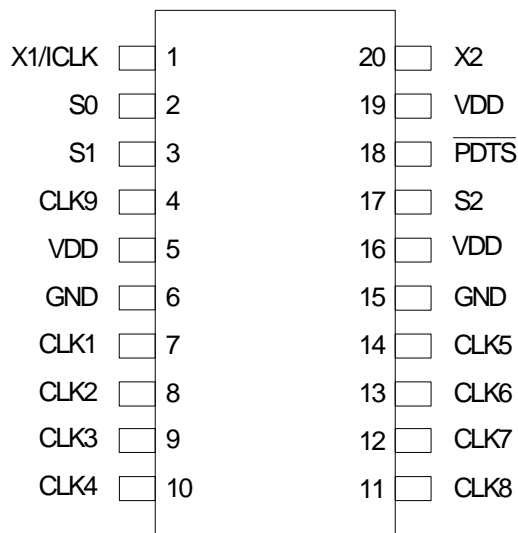 X1/ICLK 1 20 X2
S0 2 19 VDD
S1 3 18 P̅D̅T̅S̅
CLK9 4 17 S2
VDD 5 16 VDD
GND 6 15 GND
CLK1 7 14 CLK5
CLK2 8 13 CLK6
CLK3 9 12 CLK7
CLK4 10 11 CLK8